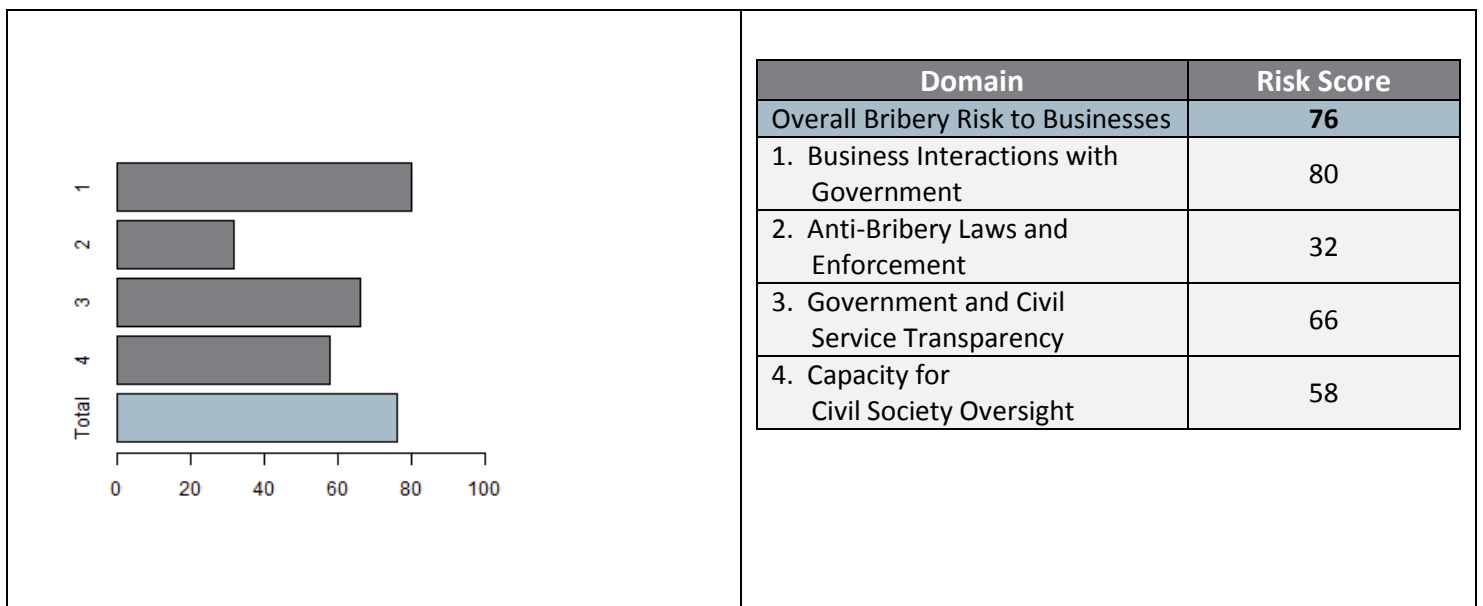 1
2
3
4
Total
0 20 40 60 80 100
Domain Risk Score
Overall Bribery Risk to Businesses 76
1. Business Interactions with
Government 80
2. Anti-Bribery Laws and
Enforcement 32
3. Government and Civil
Service Transparency 66
4. Capacity for
Civil Society Oversight 58